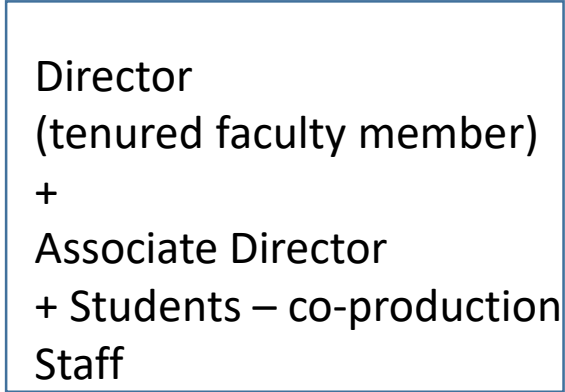 Director
(tenured faculty member)
+
Associate Director
+ Students – co-production
Staff